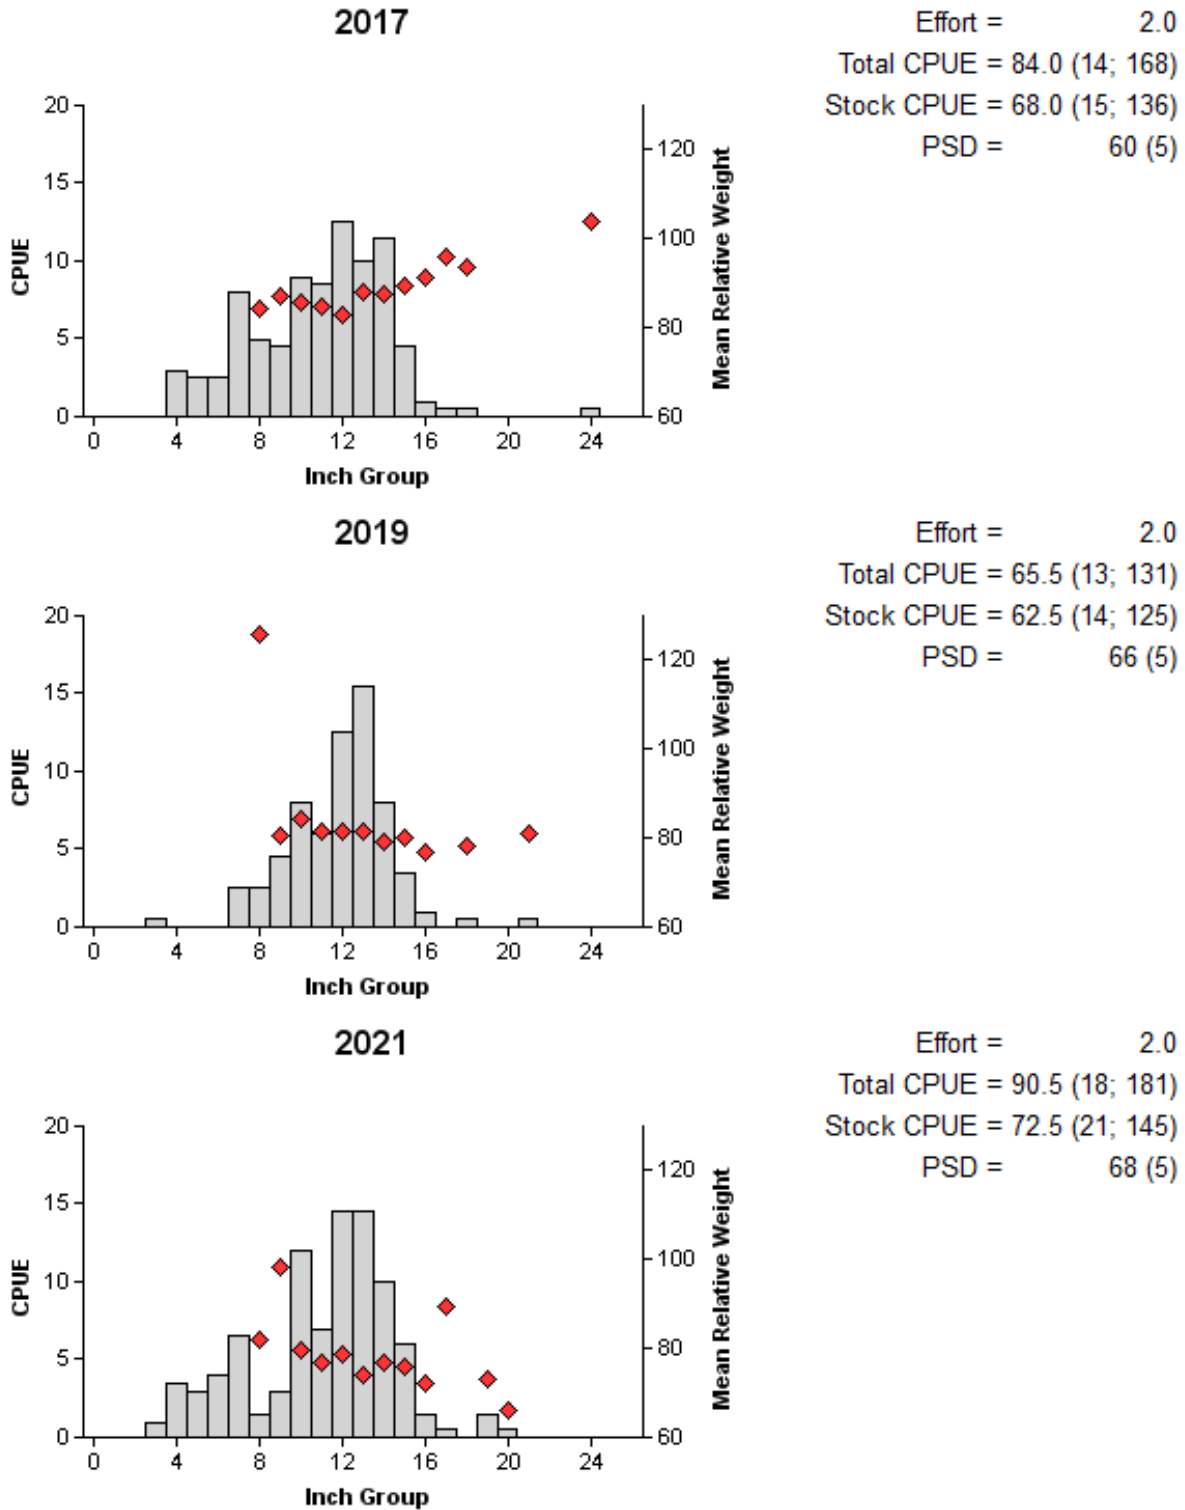 2017
Effort = 2.0
Total CPUE = 84.0 (14; 168)
Stock CPUE = 68.0 (15; 136)
PSD = 60 (5)
20
15
10
5
0
CPUE
120
100
80
60
Mean Relative Weight
0 4 8 12 16 20 24
Inch Group
2019
Effort = 2.0
Total CPUE = 65.5 (13; 131)
Stock CPUE = 62.5 (14; 125)
PSD = 66 (5)
20
15
10
5
0
CPUE
120
100
80
60
Mean Relative Weight
0 4 8 12 16 20 24
Inch Group
2021
Effort = 2.0
Total CPUE = 90.5 (18; 181)
Stock CPUE = 72.5 (21; 145)
PSD = 68 (5)
20
15
10
5
0
CPUE
120
100
80
60
Mean Relative Weight
0 4 8 12 16 20 24
Inch Group